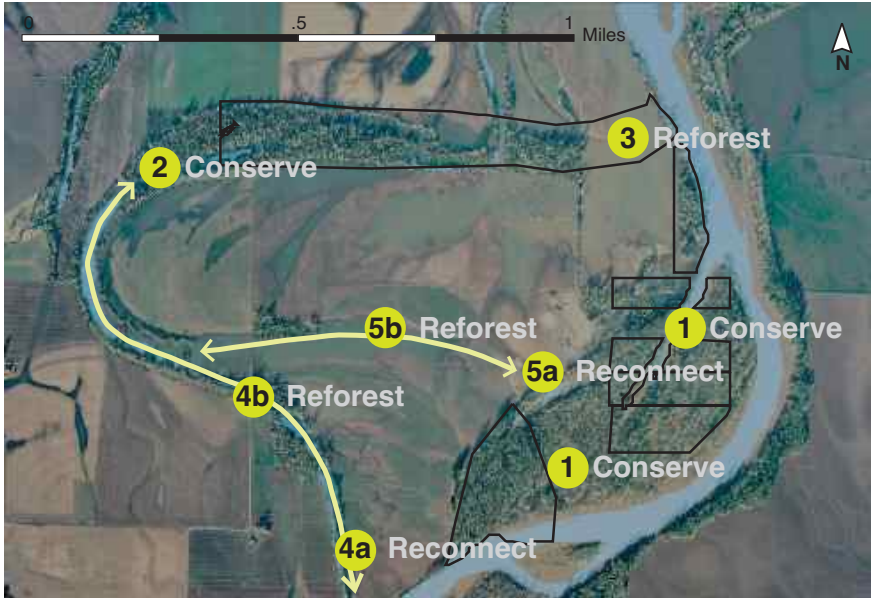 0 .5 1 Miles
N
3 Reforest
2 Conserve
5b Reforest
1 Conserve
5a Reconnect
4b Reforest
1 Conserve
4a Reconnect